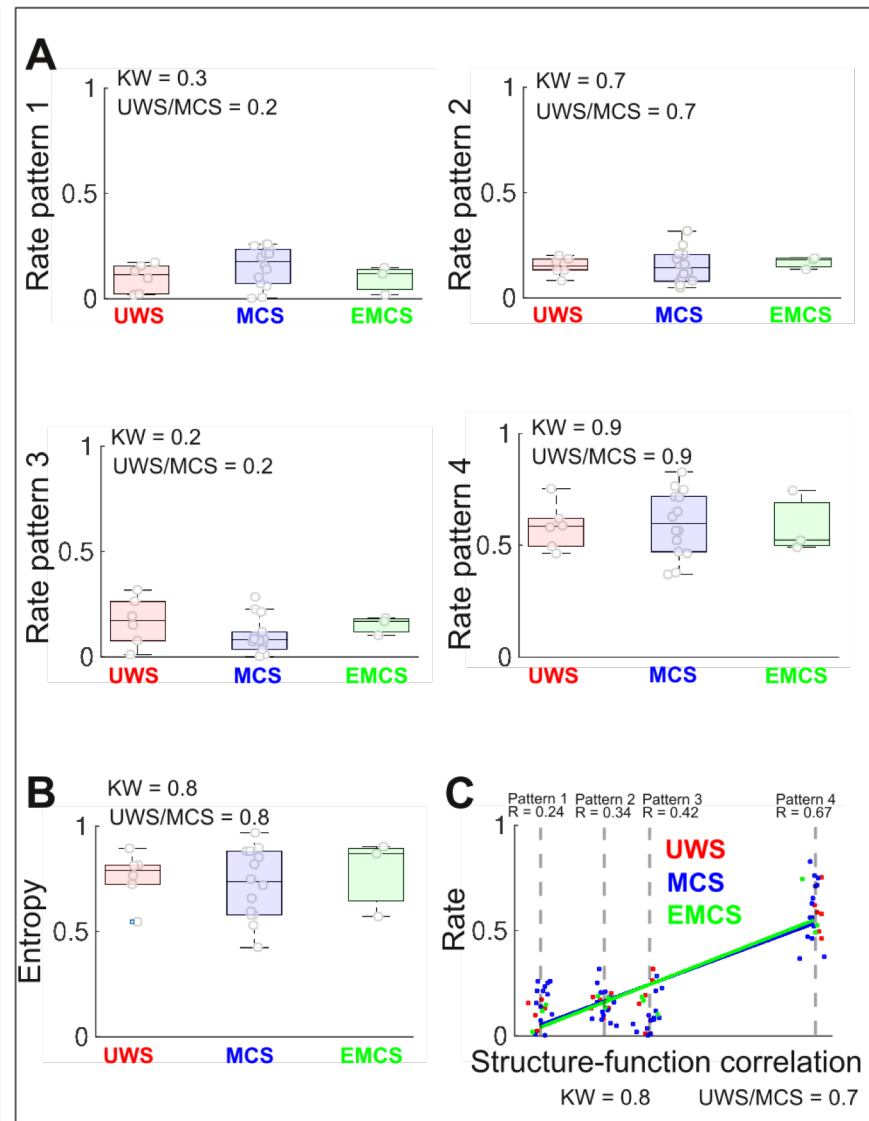 A
KW = 0.3
UWS/MCS = 0.2
Rate pattern 1
1
0.5
0
UWS
MCS
EMCS
KW = 0.7
UWS/MCS = 0.7
Rate pattern 2
1
0.5
0
UWS
MCS
EMCS
KW = 0.2
UWS/MCS = 0.2
Rate pattern 3
1
0.5
0
UWS
MCS
EMCS
KW = 0.9
UWS/MCS = 0.9
Rate pattern 4
1
0.5
0
UWS
MCS
EMCS
B
KW = 0.8
UWS/MCS = 0.8
Entropy
1
0.5
0
UWS
MCS
EMCS
C
Pattern 1
R = 0.24
Pattern 2
R = 0.34
Pattern 3
R = 0.42
Pattern 4
R = 0.67
UWS
MCS
EMCS
Rate
1
0.5
0
Structure-function correlation
KW = 0.8
UWS/MCS = 0.7